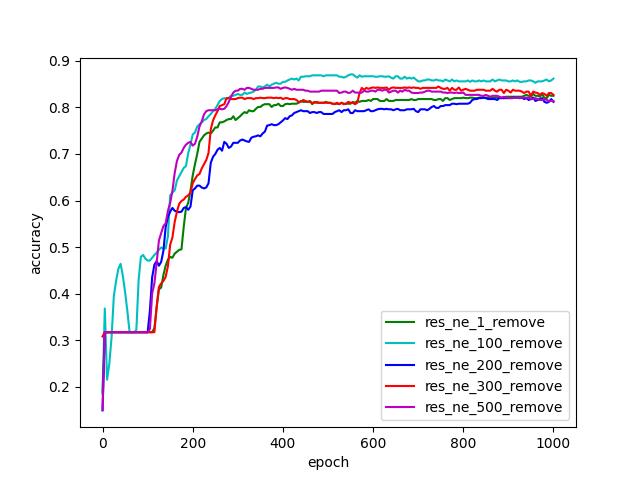 0.9
0.8
0.7
0.6
0.5
0.4
0.3
0.2
accuracy
res_ne_1_remove
res_ne_100_remove
res_ne_200_remove
res_ne_300_remove
res_ne_500_remove
0 200 400 600 800 1000
epoch